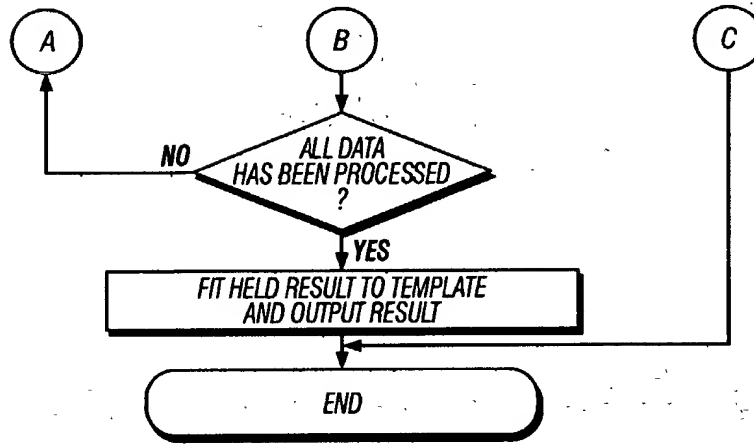 A
B
C
ALL DATA
HAS BEEN PROCESSED
?
NO
YES
FIT HELD RESULT TO TEMPLATE
AND OUTPUT RESULT
END